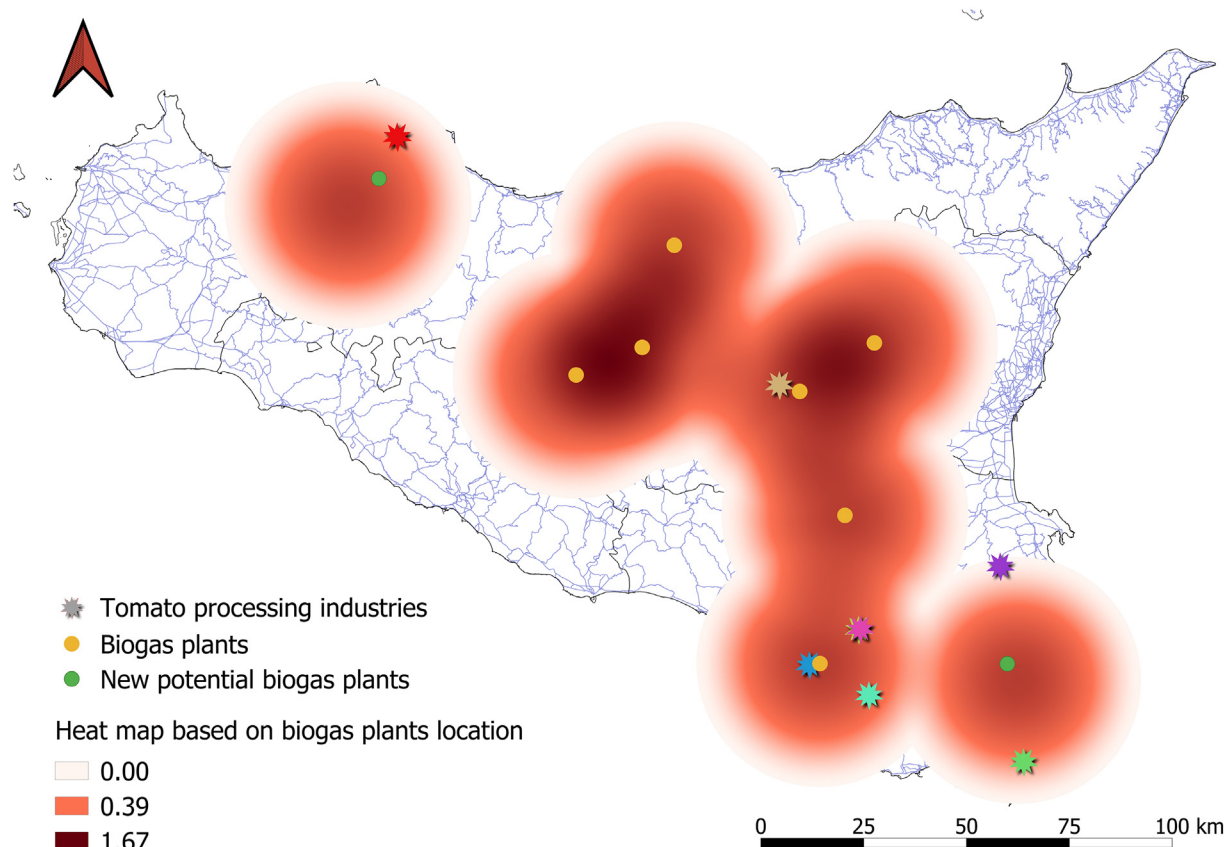 Tomato processing industries
Biogas plants
New potential biogas plants
Heat map based on biogas plants location
0.00
0.39
1.67
0 25 50 75 100 km